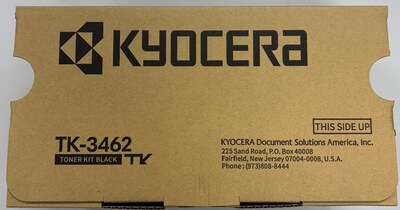 KYOCERA
THIS SIDE UP
TK-3462
TONER KIT BLACK TK
KYOCERA Document Solutions America, Inc.
225 Sand Road, P.O. Box 40008
Fairfield, New Jersey 07004-0008, U.S.A.
Phone : (973)808-8444